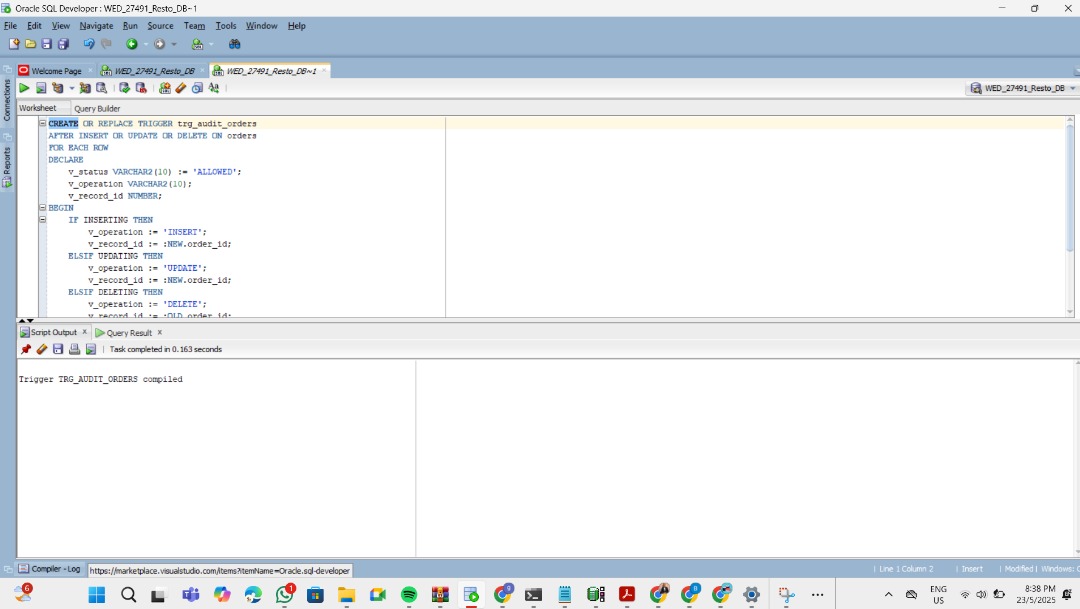 Oracle SQL Developer : WED_27491_Resto_DB~1
File Edit View Navigate Run Source Team Tools Window Help
Welcome Page WED_27491_Resto_DB WED_27491_Resto_DB~1
WED_27491_Resto_DB
Connections
Reports
Worksheet Query Builder
CREATE OR REPLACE TRIGGER trg_audit_orders
AFTER INSERT OR UPDATE OR DELETE ON orders
FOR EACH ROW
DECLARE
v_status VARCHAR2(10) := 'ALLOWED';
v_operation VARCHAR2(10);
v_record_id NUMBER;
BEGIN
IF INSERTING THEN
v_operation := 'INSERT';
v_record_id := :NEW.order_id;
ELSIF UPDATING THEN
v_operation := 'UPDATE';
v_record_id := :NEW.order_id;
ELSIF DELETING THEN
v_operation := 'DELETE';
v_record_id := :OLD.order_id;
Script Output x Query Result x
Task completed in 0.163 seconds
Trigger TRG_AUDIT_ORDERS compiled
Compiler - Log https://marketplace.visualstudio.com/items?itemName=Oracle.sql-developer
Line 1 Column 2 Insert Modified Windows: C
6 1 9 8
ENG
US
8:38 PM
23/5/2025